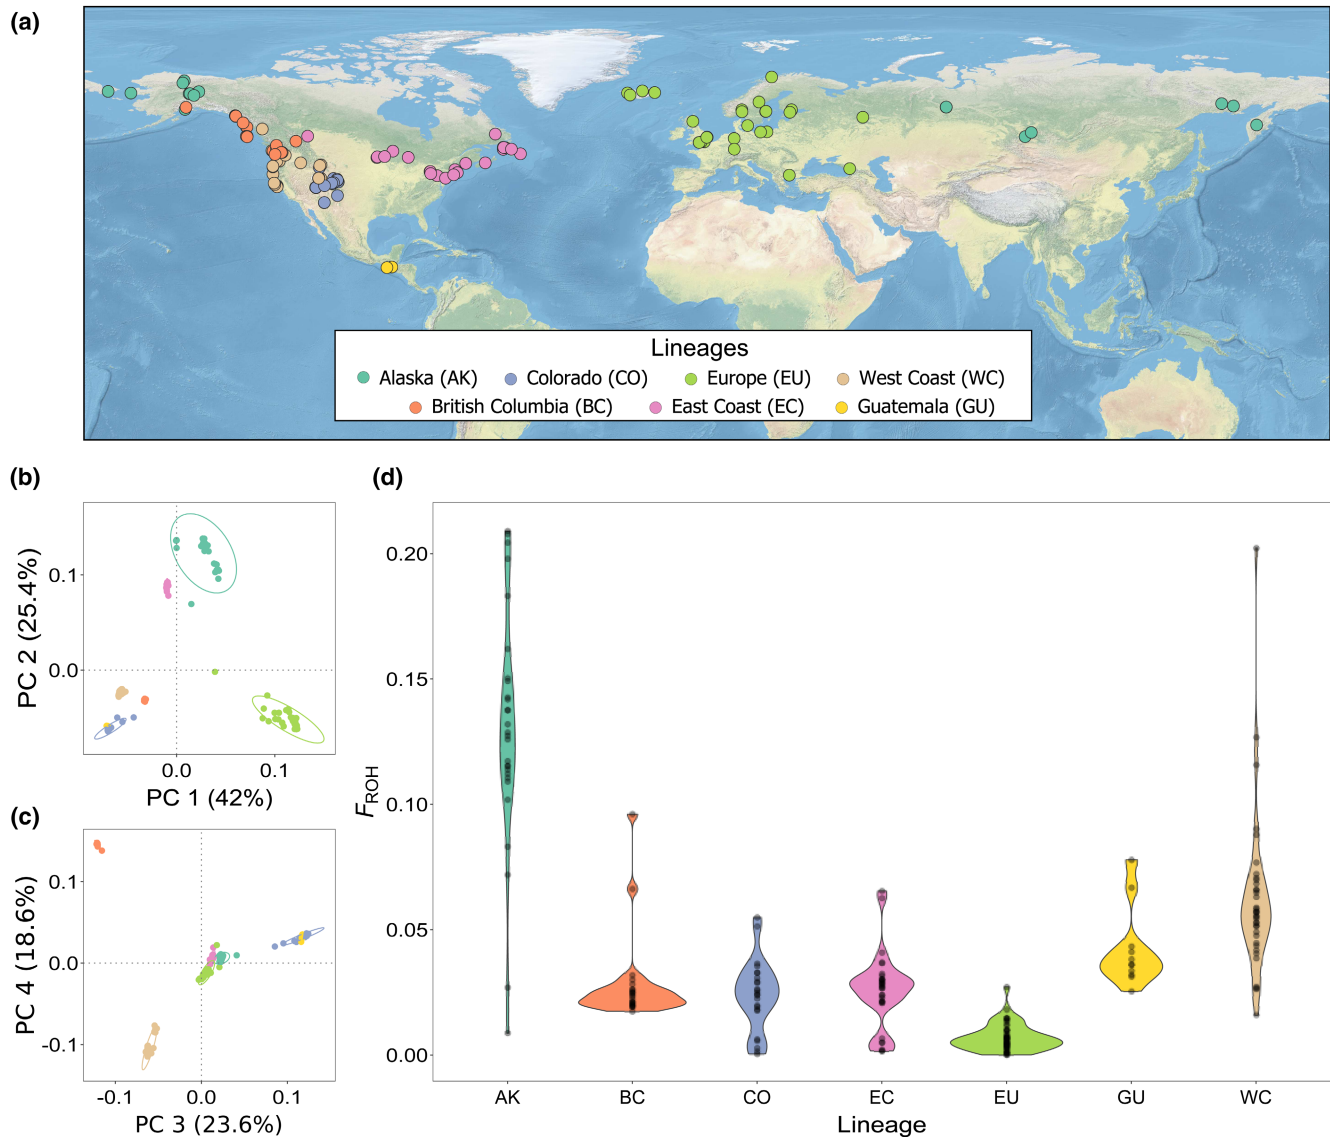 (a)
Lineages
Alaska (AK)
Colorado (CO)
Europe (EU)
West Coast (WC)
British Columbia (BC)
East Coast (EC)
Guatemala (GU)
(b)
PC 2 (25.4%)
0.1
0.0
0.0
0.1
PC 1 (42%)
(c)
PC 4 (18.6%)
0.1
0.0
-0.1
-0.1
0.0
0.1
PC 3 (23.6%)
(d)
FROH
0.20
0.15
0.10
0.05
0.00
AK
BC
CO
EC
EU
GU
WC
Lineage